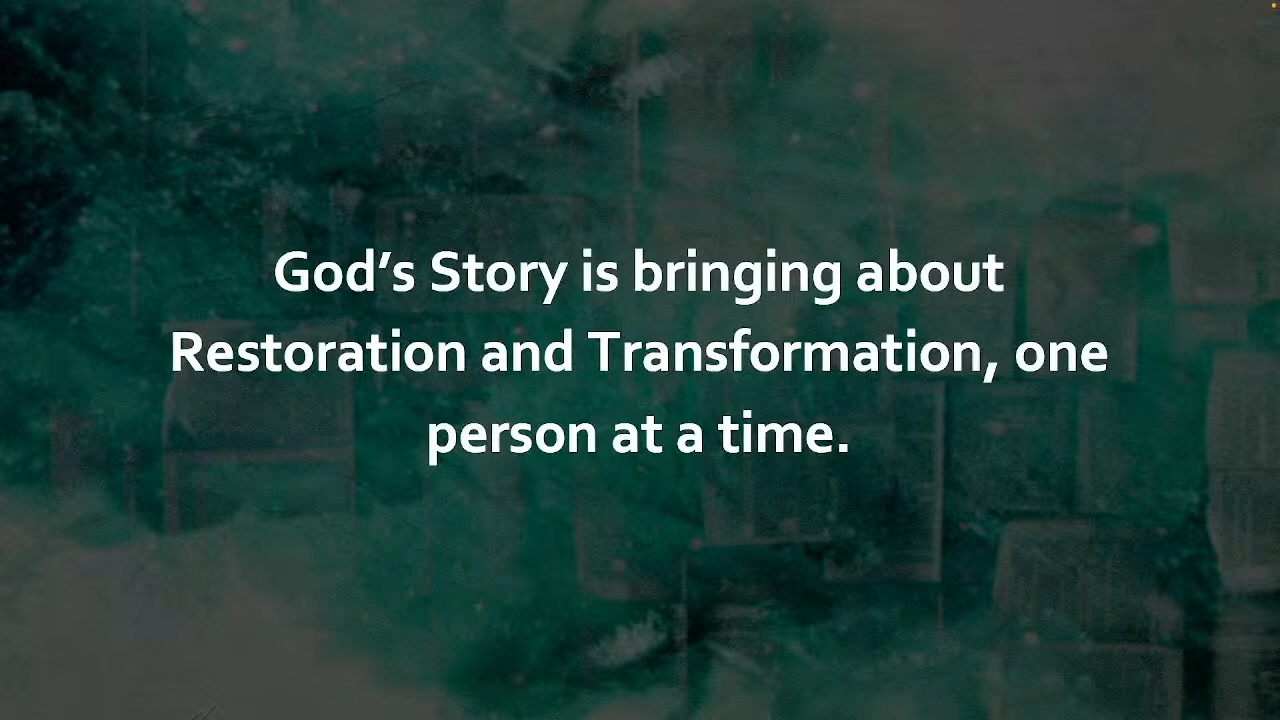 God’s Story is bringing about
Restoration and Transformation, one
person at a time.